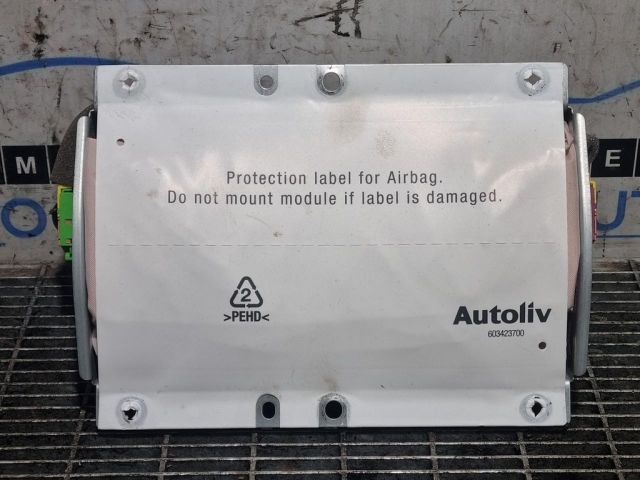 Protection label for Airbag.
Do not mount module if label is damaged.
M
E
2
>PEHD<
Autoliv
603423700